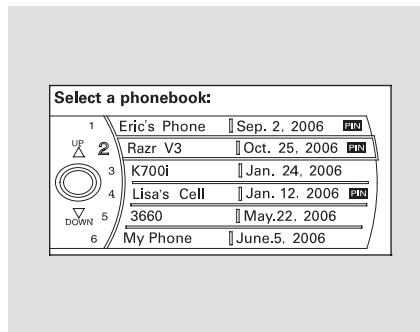 Select a phonebook:
1 Eric's Phone Sep. 2, 2006 PIN
UP 2 Razr V3 Oct. 25, 2006 PIN
3 K700i Jan. 24, 2006
4 Lisa's Cell Jan. 12, 2006 PIN
DOWN 5 3660 May.22, 2006
6 My Phone June.5, 2006